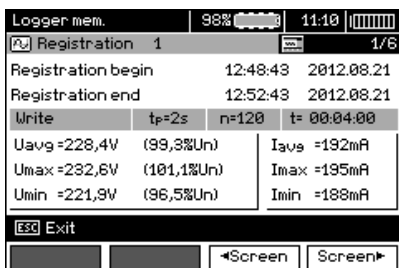 Logger mem. 98% 11:10
Registration 1 1/6
Registration begin 12:48:43 2012.08.21
Registration end 12:52:43 2012.08.21
Write tp=2s n=120 t= 00:04:00
Uavg =228,4V (99,3%Un) Iavg =192mA
Umax =232,6V (101,1%Un) Imax =195mA
Umin =221,9V (96,5%Un) Imin =188mA
ESC Exit
◄Screen Screen►